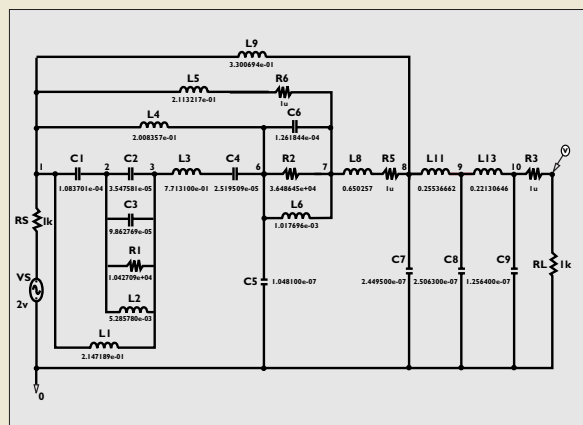 L9
3.300694e-01
L5
R6
2.113217e-01
1u
L4
C6
2.008357e-01
1.261844e-04
1
C1
2
C2
3
L3
C4
6
R2
7
L8
R5
8
L11
9
L13
10
R3
V
1.083701e-04
3.547581e-05
7.713100e-01
2.519509e-05
3.648645e+04
0.650257
1u
0.25536662
0.22130646
1u
C3
9.862769e-05
L6
1.017696e-03
RS
1k
R1
1.042709e+04
RL
1k
C5
1.048100e-07
C7
2.449500e-07
C8
2.506300e-07
C9
1.256400e-07
VS
2v
L2
5.285780e-03
L1
2.147189e-01
0